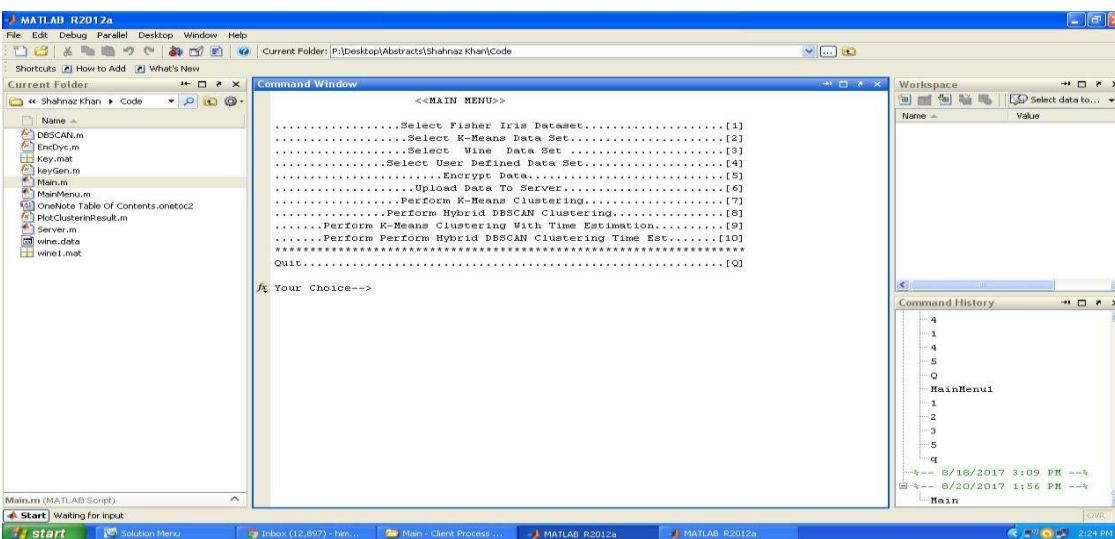 MATLAB R2012a
File Edit Debug Parallel Desktop Window Help
Current Folder: P:\Desktop\Abstracts\Shahnaz Khan\Code
Shortcuts How to Add What's New
Current Folder
« Shahnaz Khan Code
Name
DBSCAN.m
EncDyc.m
Key.mat
keyGen.m
Main.m
MainMenu.m
OneNote Table Of Contents.onetoc2
PlotClusterinResult.m
Server.m
wine.data
wine1.mat
Main.m (MATLAB Script)
Command Window
<<MAIN MENU>>
..................Select Fisher Iris Dataset....................[1]
...................Select K-Means Data Set......................[2]
...................Select Wine Data Set ......................[3]
................Select User Defined Data Set....................[4]
........................Encrypt Data...........................[5]
....................Upload Data To Server.......................[6]
..................Perform K-Means Clustering....................[7]
................Perform Hybrid DBSCAN Clustering................[8]
.......Perform K-Means Clustering With Time Estimation..........[9]
.......Perform Perform Hybrid DBSCAN Clustering Time Est.......[10]
*******************************************************************
Quit............................................................[Q]
fx Your Choice-->
Workspace
Select data to...
Name Value
Command History
4
1
4
5
Q
MainMenu1
1
2
3
5
q
%-- 8/18/2017 3:09 PM --%
%-- 8/20/2017 1:56 PM --%
Main
Start Waiting for input
OVR
start Solution Menu Inbox (12,897) - him... Main - Client Process ... MATLAB R2012a MATLAB R2012a 2:24 PM